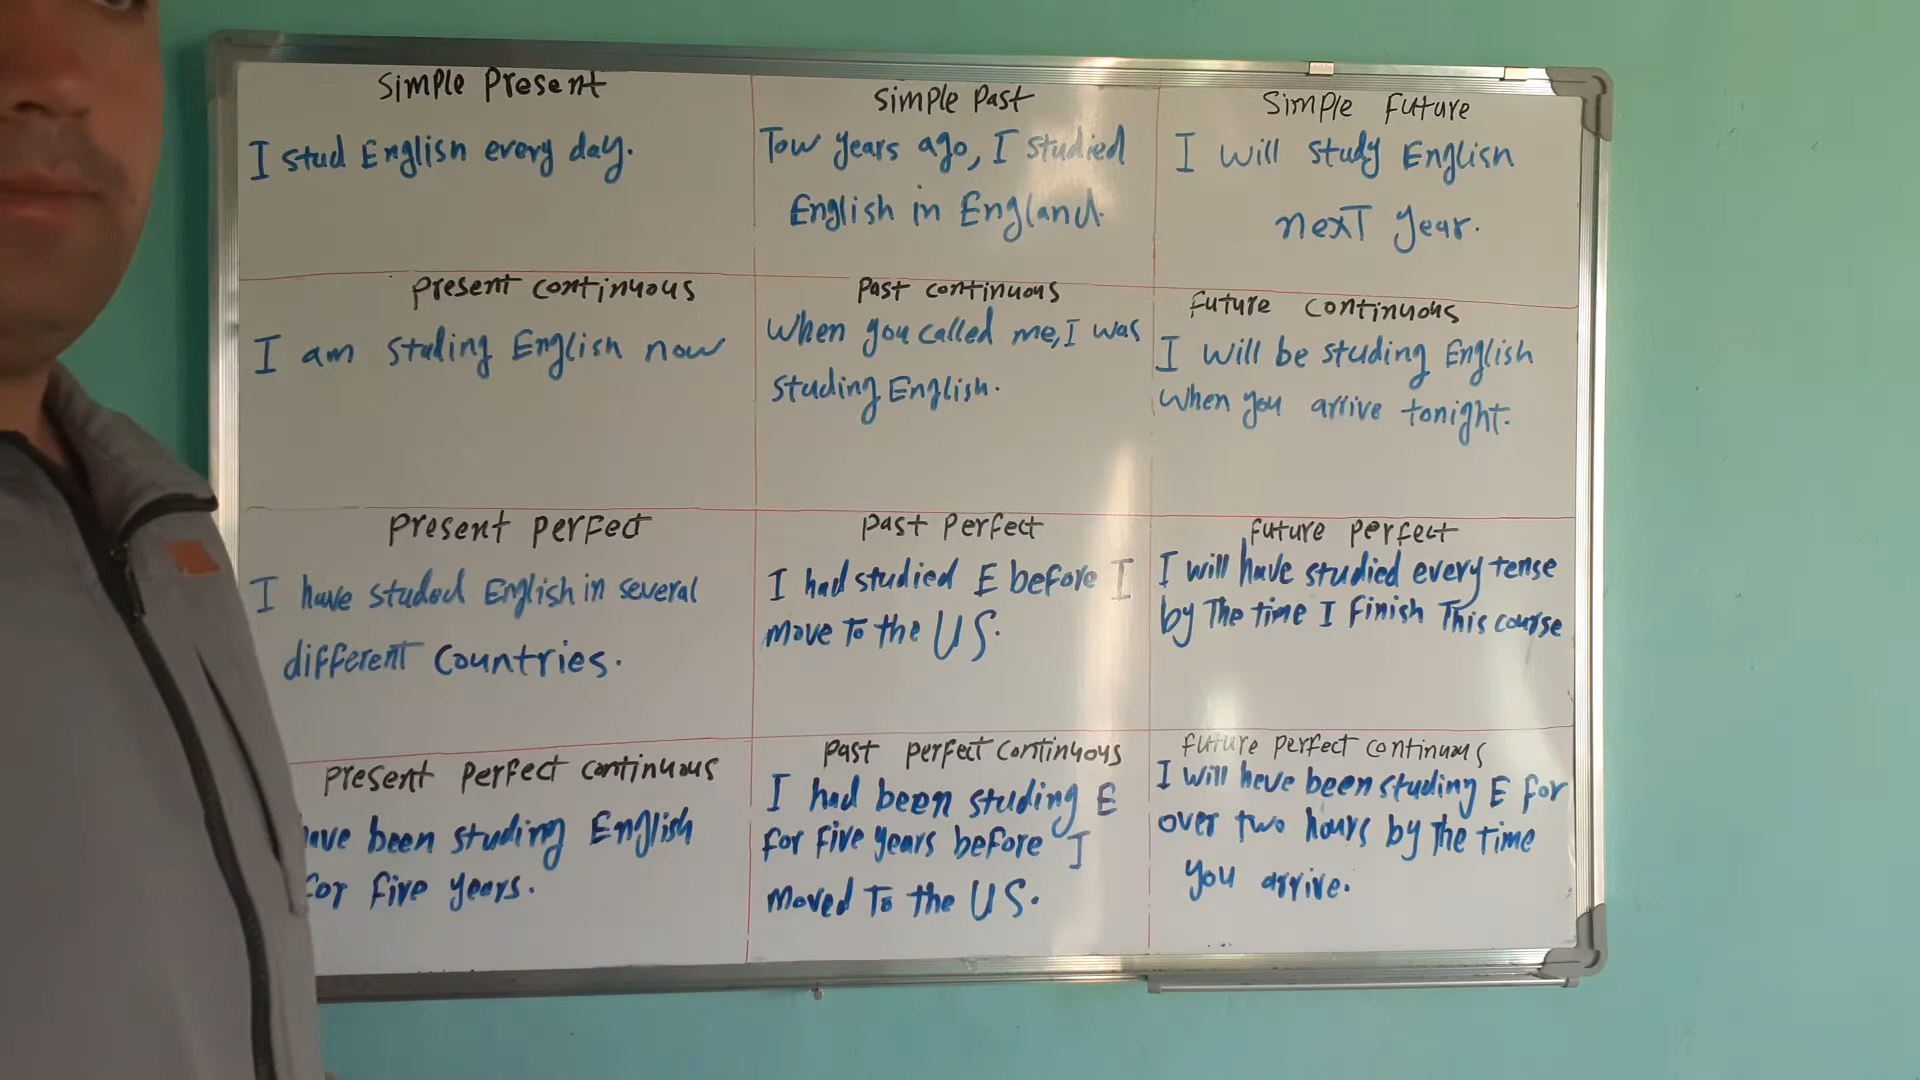 Simple Present
I stud English every day.
Simple Past
Tow years ago, I studied
English in England.
Simple Future
I will study English
next year.
Present continuous
I am studing English now
Past continuous
When you called me, I was
studing English.
Future continuous
I will be studing English
when you arrive tonight.
Present perfect
I have studed English in several
different countries.
Past perfect
I had studied E before I
move to the US.
Future perfect
I will have studied every tense
by The time I finish This course
Present perfect continuous
ave been studing English
for five years.
Past perfect continuous
I had been studing E
for five years before I
moved to the US.
future perfect continuous
I will heve been studing E for
over two hours by the time
you arrive.